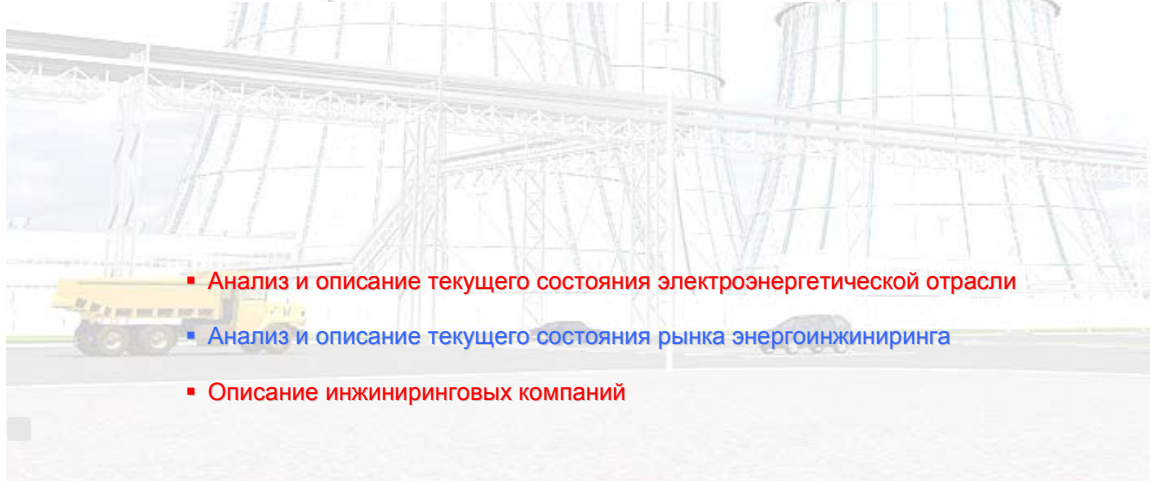 ▪ Анализ и описание текущего состояния электроэнергетической отрасли
▪ Анализ и описание текущего состояния рынка энергоинжиниринга
▪ Описание инжиниринговых компаний